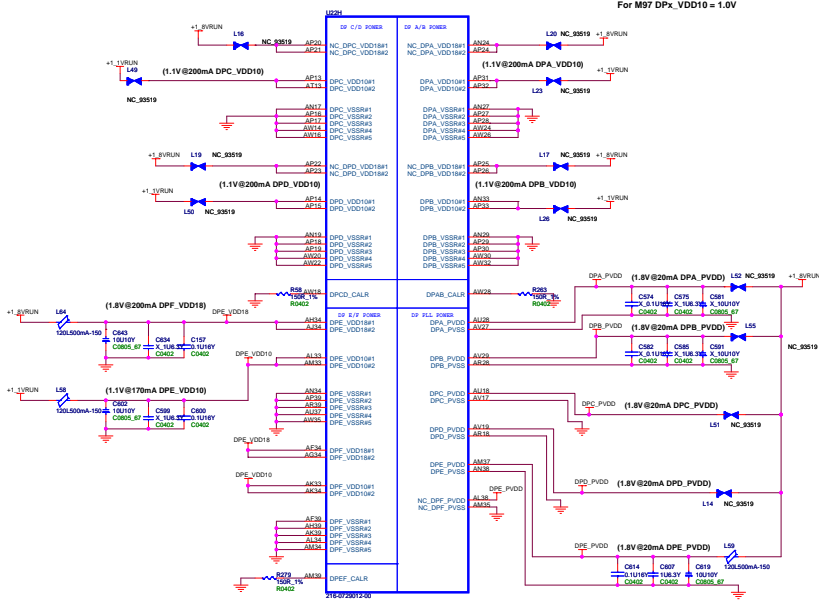 For M97 DPx_VDD10 = 1.0V
U22H
DP C/D POWER
DP A/B POWER
+1_8VRUN
L16
NC_93519
AP20
AP21
NC_DPC_VDD18#1
NC_DPC_VDD18#2
NC_DPA_VDD18#1
NC_DPA_VDD18#2
AN24
AP24
L20
NC_93519
+1_8VRUN
+1_1VRUN
L49
NC_93519
(1.1V@200mA DPC_VDD10)
AP13
AT13
DPC_VDD10#1
DPC_VDD10#2
DPA_VDD10#1
DPA_VDD10#2
AP31
AP32
(1.1V@200mA DPA_VDD10)
L23
NC_93519
+1_1VRUN
AN17
AP16
AP17
AW14
AW16
DPC_VSSR#1
DPC_VSSR#2
DPC_VSSR#3
DPC_VSSR#4
DPC_VSSR#5
DPA_VSSR#1
DPA_VSSR#2
DPA_VSSR#3
DPA_VSSR#4
DPA_VSSR#5
AN27
AP27
AP28
AW24
AW26
+1_8VRUN
L19
NC_93519
AP22
AP23
NC_DPD_VDD18#1
NC_DPD_VDD18#2
NC_DPB_VDD18#1
NC_DPB_VDD18#2
AP25
AP26
L17
NC_93519
+1_8VRUN
+1_1VRUN
L50
NC_93519
(1.1V@200mA DPD_VDD10)
AP14
AP15
DPD_VDD10#1
DPD_VDD10#2
DPB_VDD10#1
DPB_VDD10#2
AN33
AP33
(1.1V@200mA DPB_VDD10)
L26
NC_93519
+1_1VRUN
AN19
AP18
AP19
AW20
AW22
DPD_VSSR#1
DPD_VSSR#2
DPD_VSSR#3
DPD_VSSR#4
DPD_VSSR#5
DPB_VSSR#1
DPB_VSSR#2
DPB_VSSR#3
DPB_VSSR#4
DPB_VSSR#5
AN29
AP29
AP30
AW30
AW32
R58
150R_1%
R0402
AW18
DPCD_CALR
DPAB_CALR
AW28
R263
150R_1%
R0402
DP E/F POWER
DP PLL POWER
+1_8VRUN
L64
120L500mA-150
(1.8V@200mA DPF_VDD18)
DPE_VDD18
C643
10U10Y
C0805_67
C634
X_1U6.3Y
C0402
C157
0.1U16Y
C0402
AH34
AJ34
DPE_VDD18#1
DPE_VDD18#2
DPE_VDD10
AL33
AM33
DPE_VDD10#1
DPE_VDD10#2
+1_1VRUN
L58
120L500mA-150
(1.1V@170mA DPE_VDD10)
C602
10U10Y
C0805_67
C599
X_1U6.3Y
C0402
C600
0.1U16Y
C0402
AN34
AP39
AR39
AU37
AW35
DPE_VSSR#1
DPE_VSSR#2
DPE_VSSR#3
DPE_VSSR#4
DPE_VSSR#5
DPE_VDD18
AF34
AG34
DPF_VDD18#1
DPF_VDD18#2
DPE_VDD10
AK33
AK34
DPF_VDD10#1
DPF_VDD10#2
AF39
AH39
AK39
AL34
AM34
DPF_VSSR#1
DPF_VSSR#2
DPF_VSSR#3
DPF_VSSR#4
DPF_VSSR#5
R279
150R_1%
R0402
AM39
DPEF_CALR
216-0729012-00
DPA_PVDD
DPA_PVSS
AU28
AV27
DPA_PVDD
(1.8V@20mA DPA_PVDD)
L52
NC_93519
+1_8VRUN
C574
X_0.1U16Y
C0402
C575
X_1U6.3Y
C0402
C581
X_10U10Y
C0805_67
DPB_PVDD
DPB_PVSS
AV29
AR28
DPB_PVDD
(1.8V@20mA DPB_PVDD)
L55
NC_93519
C582
X_0.1U16Y
C0402
C585
X_1U6.3Y
C0402
C591
X_10U10Y
C0805_67
DPC_PVDD
DPC_PVSS
AU18
AV17
DPC_PVDD
(1.8V@20mA DPC_PVDD)
L51
NC_93519
DPD_PVDD
DPD_PVSS
AV19
AR18
DPD_PVDD
(1.8V@20mA DPD_PVDD)
L14
NC_93519
DPE_PVDD
DPE_PVSS
AM37
AN38
NC_DPF_PVDD
NC_DPF_PVSS
AL38
AM35
DPE_PVDD
DPE_PVDD
(1.8V@20mA DPE_PVDD)
L59
120L500mA-150
C614
0.1U16Y
C0402
C607
1U6.3Y
C0402
C619
10U10Y
C0805_67